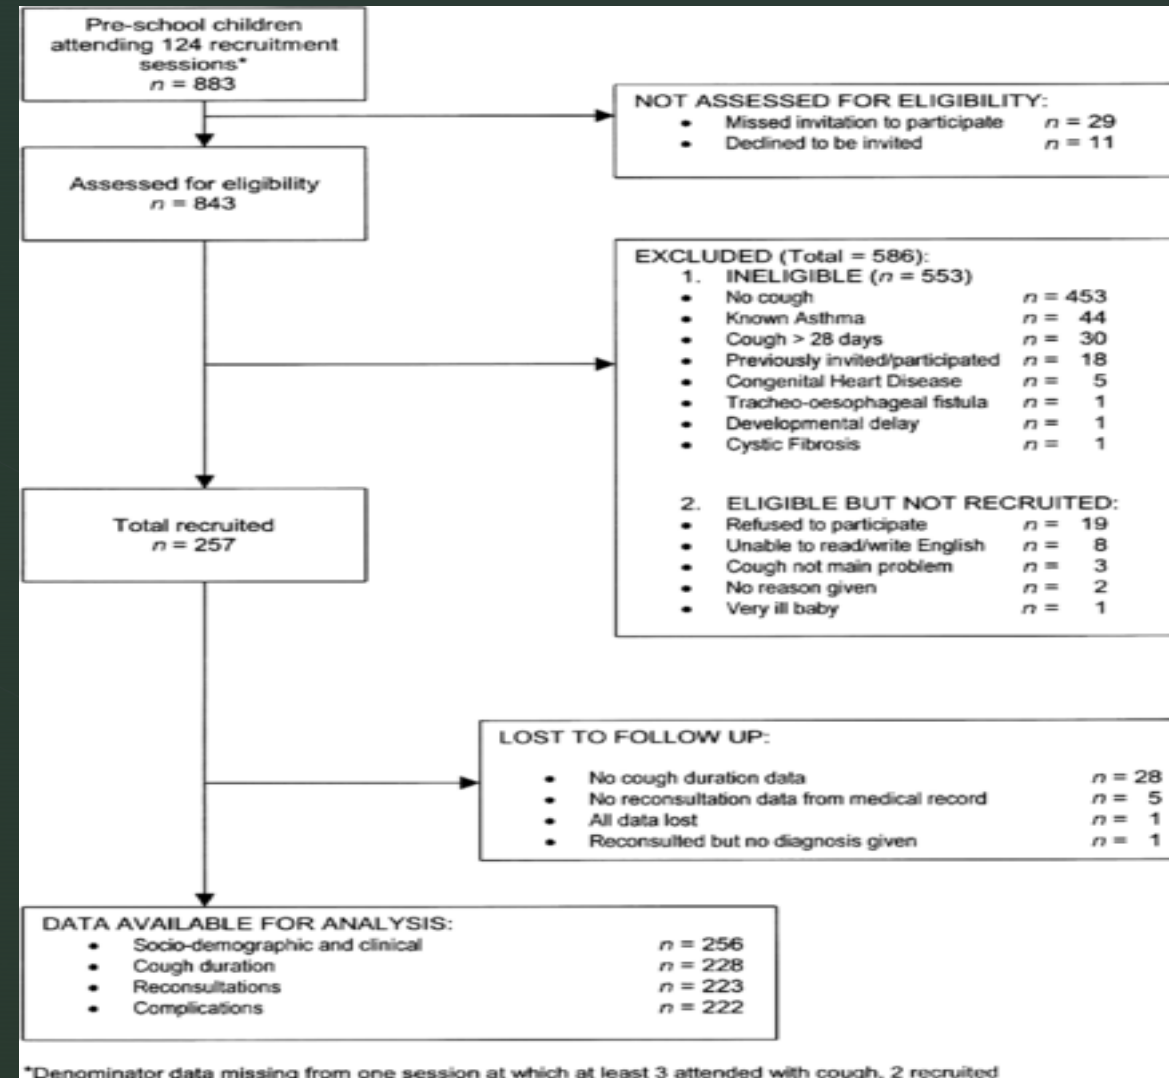 Pre-school children
attending 124 recruitment
sessions*
n = 883
NOT ASSESSED FOR ELIGIBILITY:
• Missed invitation to participate n = 29
• Declined to be invited n = 11
Assessed for eligibility
n = 843
EXCLUDED (Total = 586):
1. INELIGIBLE (n = 553)
• No cough n = 453
• Known Asthma n = 44
• Cough > 28 days n = 30
• Previously invited/participated n = 18
• Congenital Heart Disease n = 5
• Tracheo-oesophageal fistula n = 1
• Developmental delay n = 1
• Cystic Fibrosis n = 1
2. ELIGIBLE BUT NOT RECRUITED:
• Refused to participate n = 19
• Unable to read/write English n = 8
• Cough not main problem n = 3
• No reason given n = 2
• Very ill baby n = 1
Total recruited
n = 257
LOST TO FOLLOW UP:
• No cough duration data n = 28
• No reconsultation data from medical record n = 5
• All data lost n = 1
• Reconsulted but no diagnosis given n = 1
DATA AVAILABLE FOR ANALYSIS:
• Socio-demographic and clinical n = 256
• Cough duration n = 228
• Reconsultations n = 223
• Complications n = 222
*Denominator data missing from one session at which at least 3 attended with cough, 2 recruited